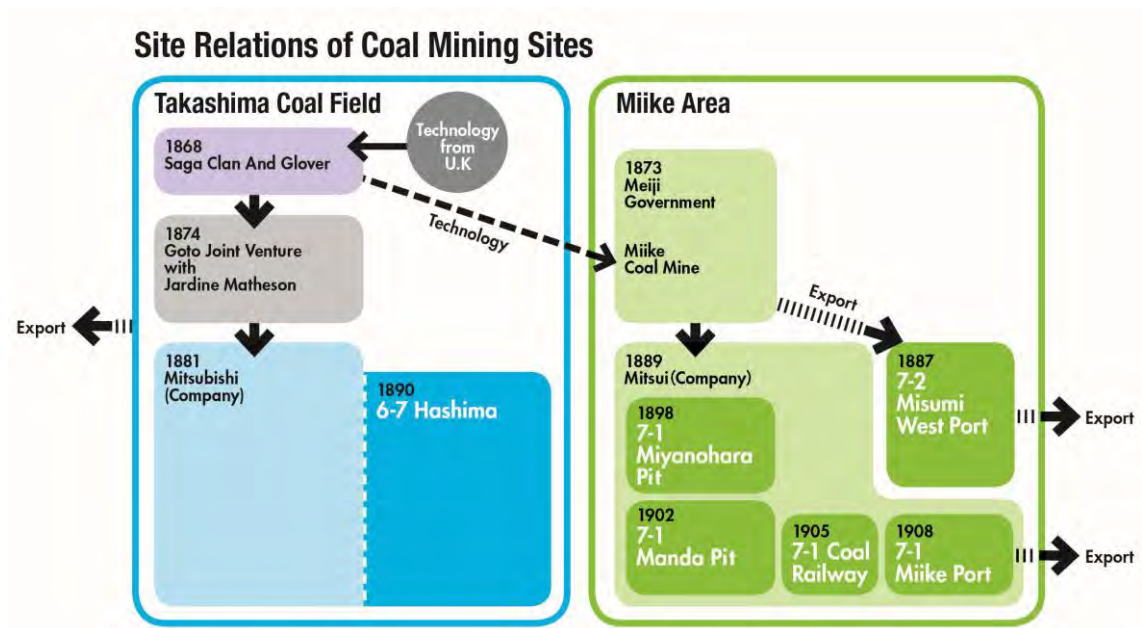 Site Relations of Coal Mining Sites
Takashima Coal Field
1868
Saga Clan And Glover
Technology
from
U.K
Technology
1874
Goto Joint Venture
with
Jardine Matheson
Export
1881
Mitsubishi
(Company)
1890
6-7 Hashima
Miike Area
1873
Meiji
Government
Miike
Coal Mine
Export
1889
Mitsui(Company)
1898
7-1
Miyanohara
Pit
1902
7-1
Manda Pit
1905
7-1 Coal
Railway
1887
7-2
Misumi
West Port
Export
1908
7-1
Miike Port
Export